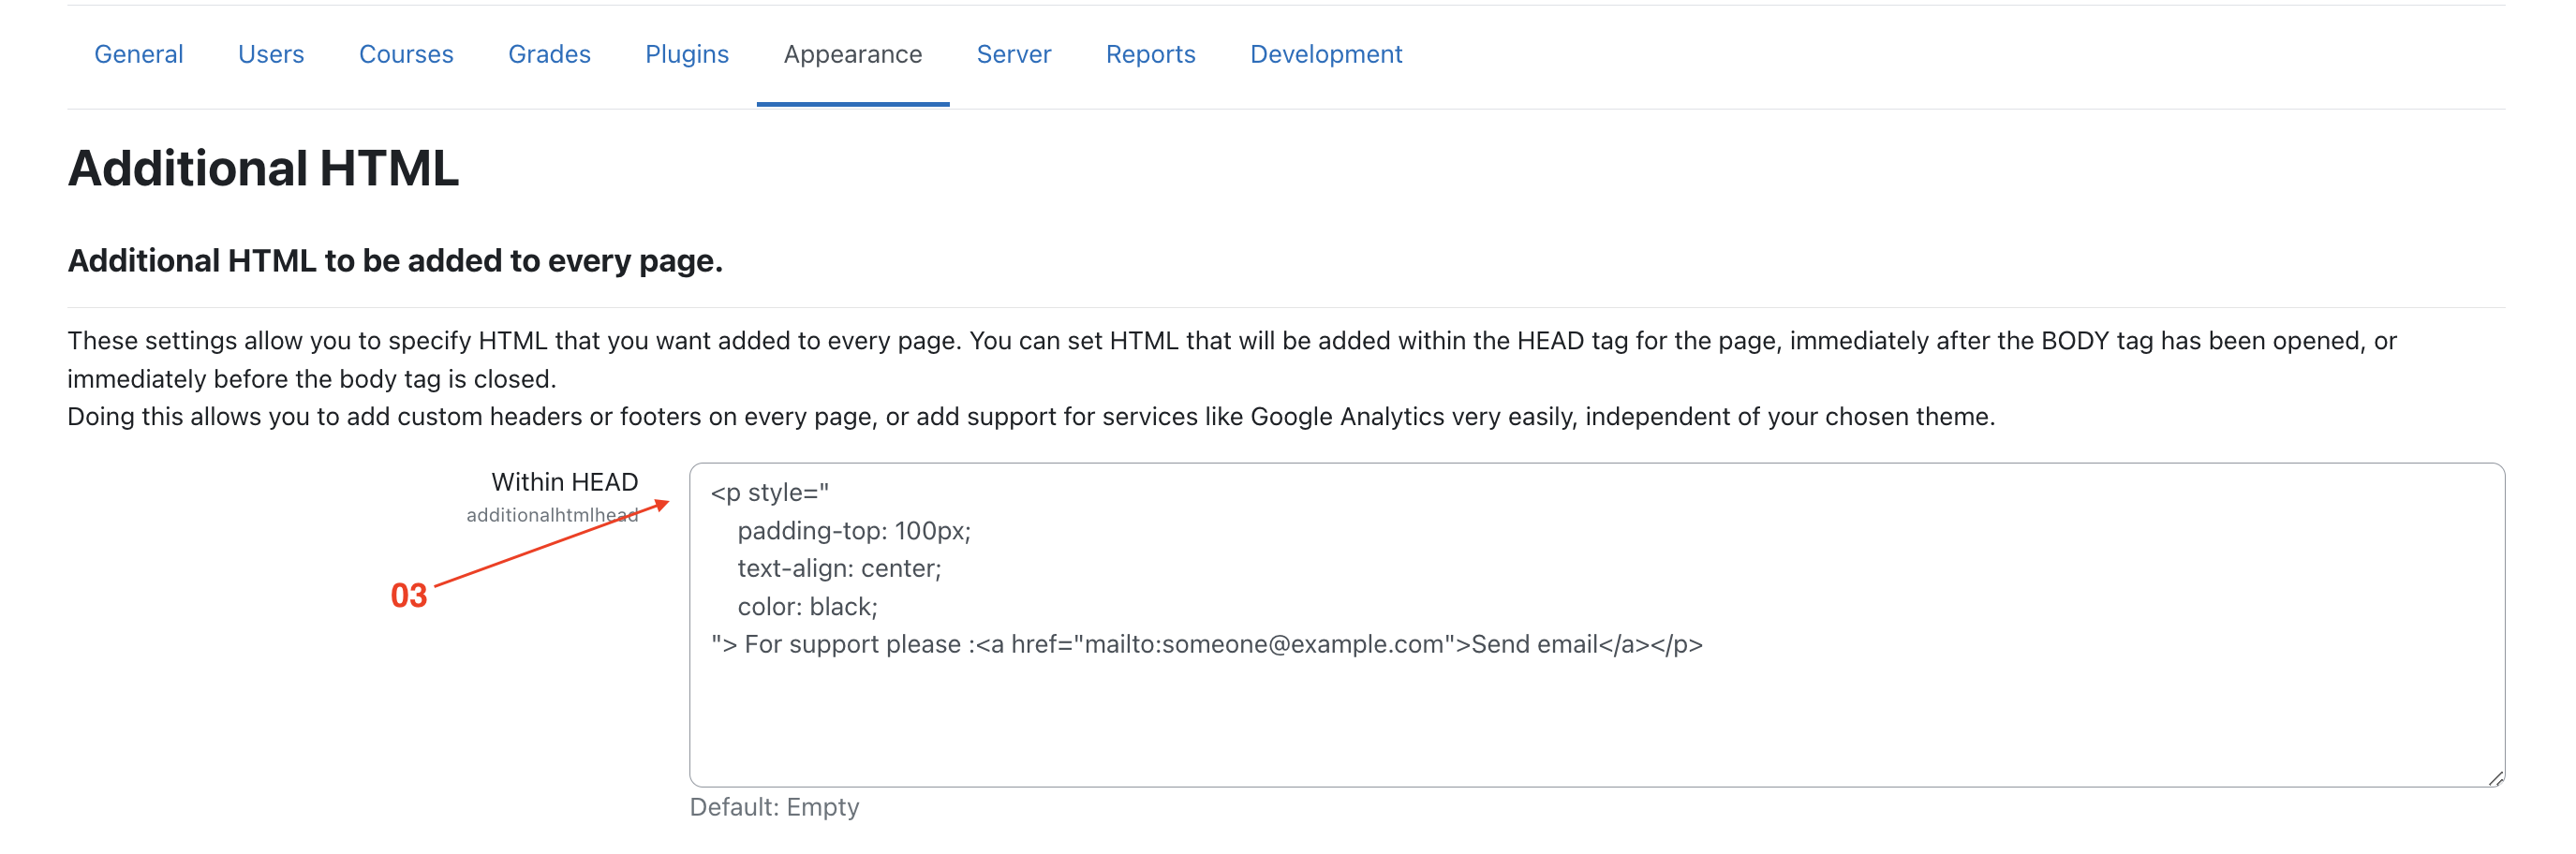 General Users Courses Grades Plugins Appearance Server Reports Development
Additional HTML
Additional HTML to be added to every page.
These settings allow you to specify HTML that you want added to every page. You can set HTML that will be added within the HEAD tag for the page, immediately after the BODY tag has been opened, or
immediately before the body tag is closed.
Doing this allows you to add custom headers or footers on every page, or add support for services like Google Analytics very easily, independent of your chosen theme.
Within HEAD
additionalhtmlhead
03
<p style="
    padding-top: 100px;
    text-align: center;
    color: black;
"> For support please :<a href="mailto:someone@example.com">Send email</a></p>
Default: Empty